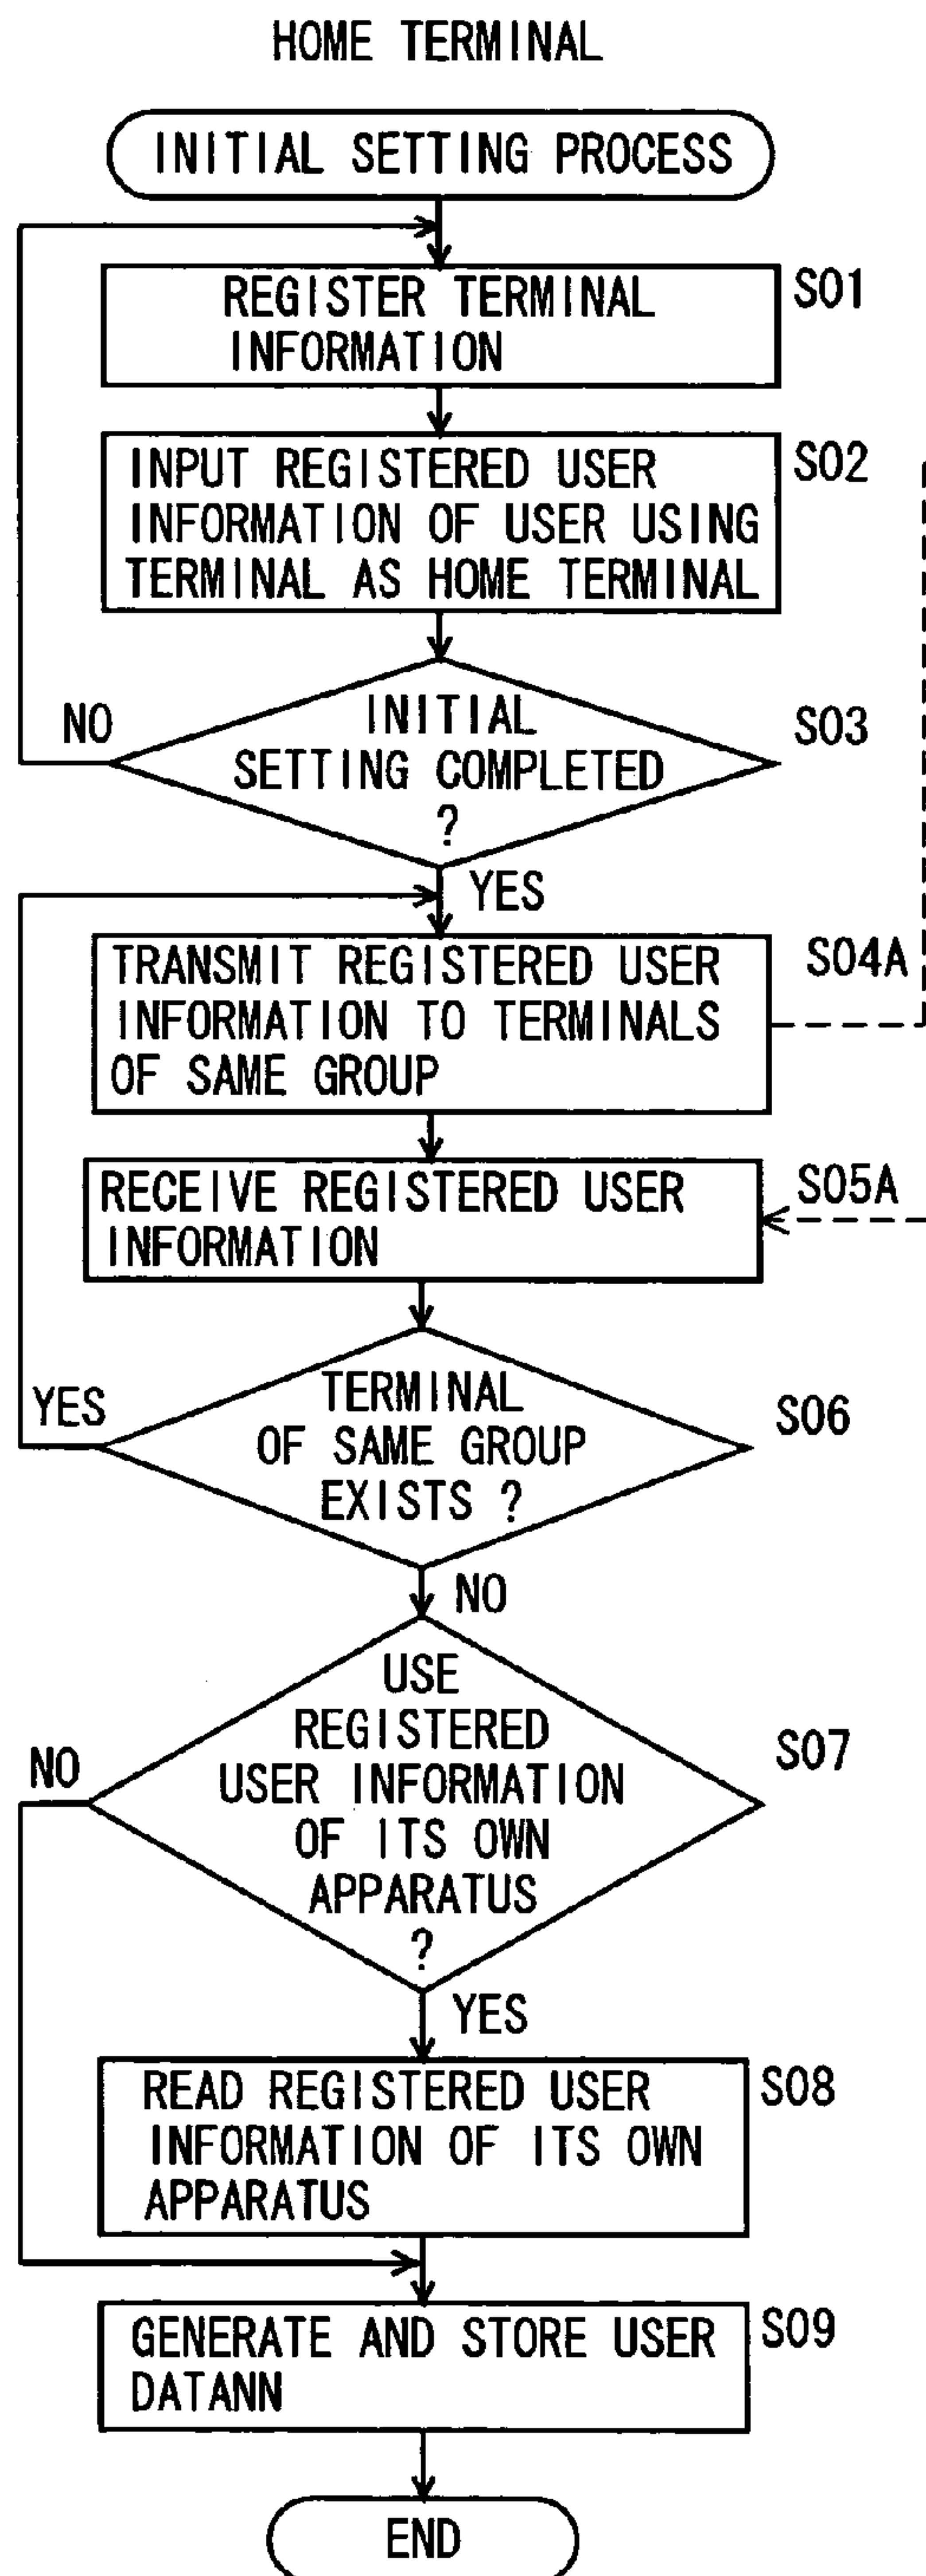 HOME TERMINAL
INITIAL SETTING PROCESS
REGISTER TERMINAL
INFORMATION
S01
INPUT REGISTERED USER
INFORMATION OF USER USING
TERMINAL AS HOME TERMINAL
S02
INITIAL
SETTING COMPLETED
?
S03
NO
YES
TRANSMIT REGISTERED USER
INFORMATION TO TERMINALS
OF SAME GROUP
S04A
RECEIVE REGISTERED USER
INFORMATION
S05A
TERMINAL
OF SAME GROUP
EXISTS ?
S06
YES
NO
USE
REGISTERED
USER INFORMATION
OF ITS OWN
APPARATUS
?
S07
NO
YES
READ REGISTERED USER
INFORMATION OF ITS OWN
APPARATUS
S08
GENERATE AND STORE USER
DATANN
S09
END